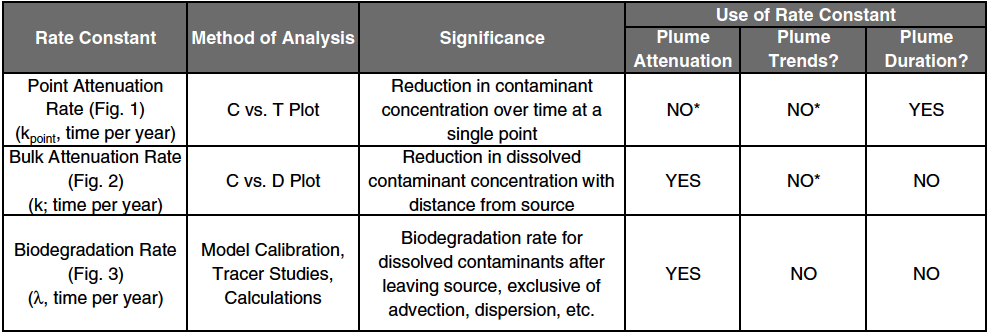 Rate Constant
Method of Analysis
Significance
Use of Rate Constant
Plume
Attenuation
Plume
Trends?
Plume
Duration?
Point Attenuation
Rate (Fig. 1)
(kpoint, time per year)
C vs. T Plot
Reduction in contaminant
concentration over time at a
single point
NO*
NO*
YES
Bulk Attenuation Rate
(Fig. 2)
(k; time per year)
C vs. D Plot
Reduction in dissolved
contaminant concentration with
distance from source
YES
NO*
NO
Biodegradation Rate
(Fig. 3)
(λ, time per year)
Model Calibration,
Tracer Studies,
Calculations
Biodegradation rate for
dissolved contaminants after
leaving source, exclusive of
advection, dispersion, etc.
YES
NO
NO